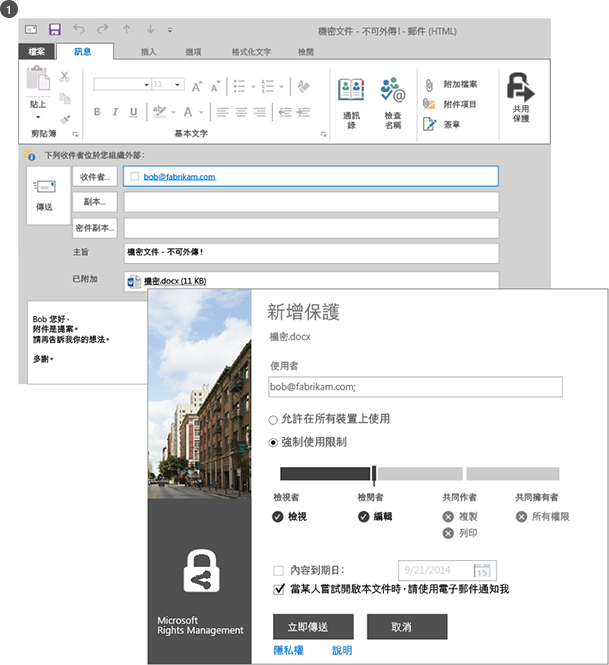 1
機密文件 - 不可外傳! - 郵件 (HTML)
檔案 訊息 插入 選項 格式化文字 檢閱
貼上
剪貼簿
11
B I U
A A
A
基本文字
通訊錄
檢查名稱
附加檔案
附件項目
簽章
共用保護
下列收件者位於您組織外部:
傳送
收件者... bob@fabrikam.com
副本...
密件副本...
主旨 機密文件 - 不可外傳!
已附加 機密.docx (11 KB)
Bob 您好,
附件是提案。
請再告訴我你的想法。
多謝。
新增保護
機密.docx
使用者
bob@fabrikam.com;
允許在所有裝置上使用
強制使用限制
檢視者 檢閱者 共同作者 共同擁有者
檢視 編輯 複製 所有權限
列印
內容到期日: 9/21/2014 15
當某人嘗試開啟本文件時,請使用電子郵件通知我
立即傳送 取消
隱私權 說明
Microsoft
Rights Management